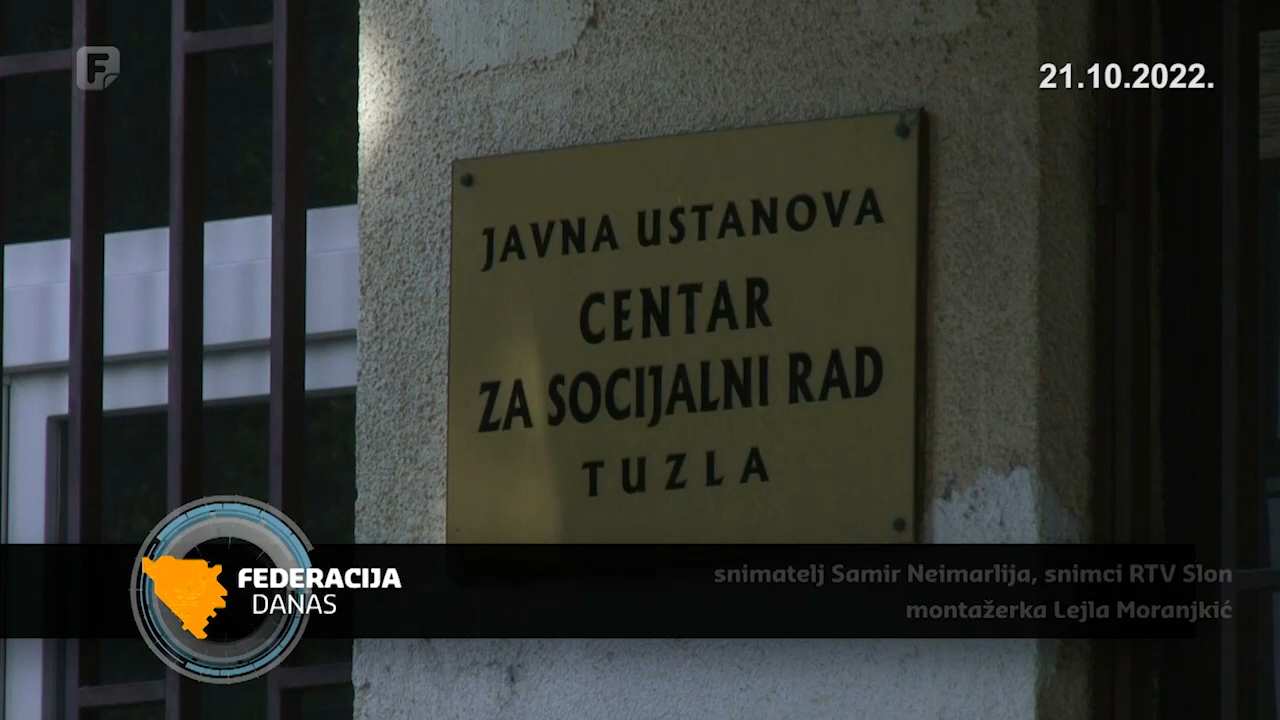 F
21.10.2022.
JAVNA USTANOVA
CENTAR
ZA SOCIJALNI RAD
TUZLA
FEDERACIJA
DANAS
snimatelj Samir Neimarlija, snimci RTV Slon
montažerka Lejla Moranjkić